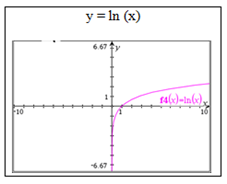 y = ln (x)
6.67 y
1
f4(x)=ln(x)
-10 1 10 x
-6.67